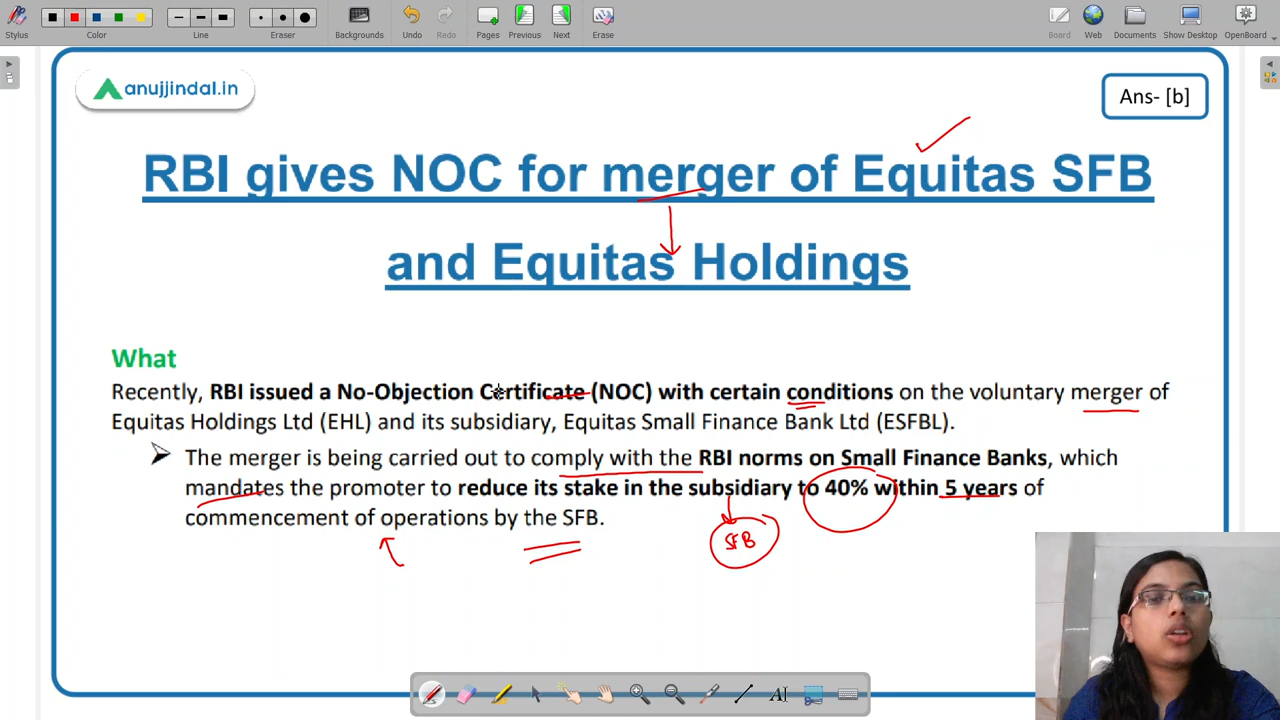 Stylus
Color
Line
Eraser
Backgrounds
Undo
Redo
Pages
Previous
Next
Erase
Board
Web
Documents
Show Desktop
OpenBoard
anujjindal.in
Ans- [b]
RBI gives NOC for merger of Equitas SFB
and Equitas Holdings
What
Recently, RBI issued a No-Objection Certificate (NOC) with certain conditions on the voluntary merger of
Equitas Holdings Ltd (EHL) and its subsidiary, Equitas Small Finance Bank Ltd (ESFBL).
The merger is being carried out to comply with the RBI norms on Small Finance Banks, which
mandates the promoter to reduce its stake in the subsidiary to 40% within 5 years of
commencement of operations by the SFB.
SFB
AI